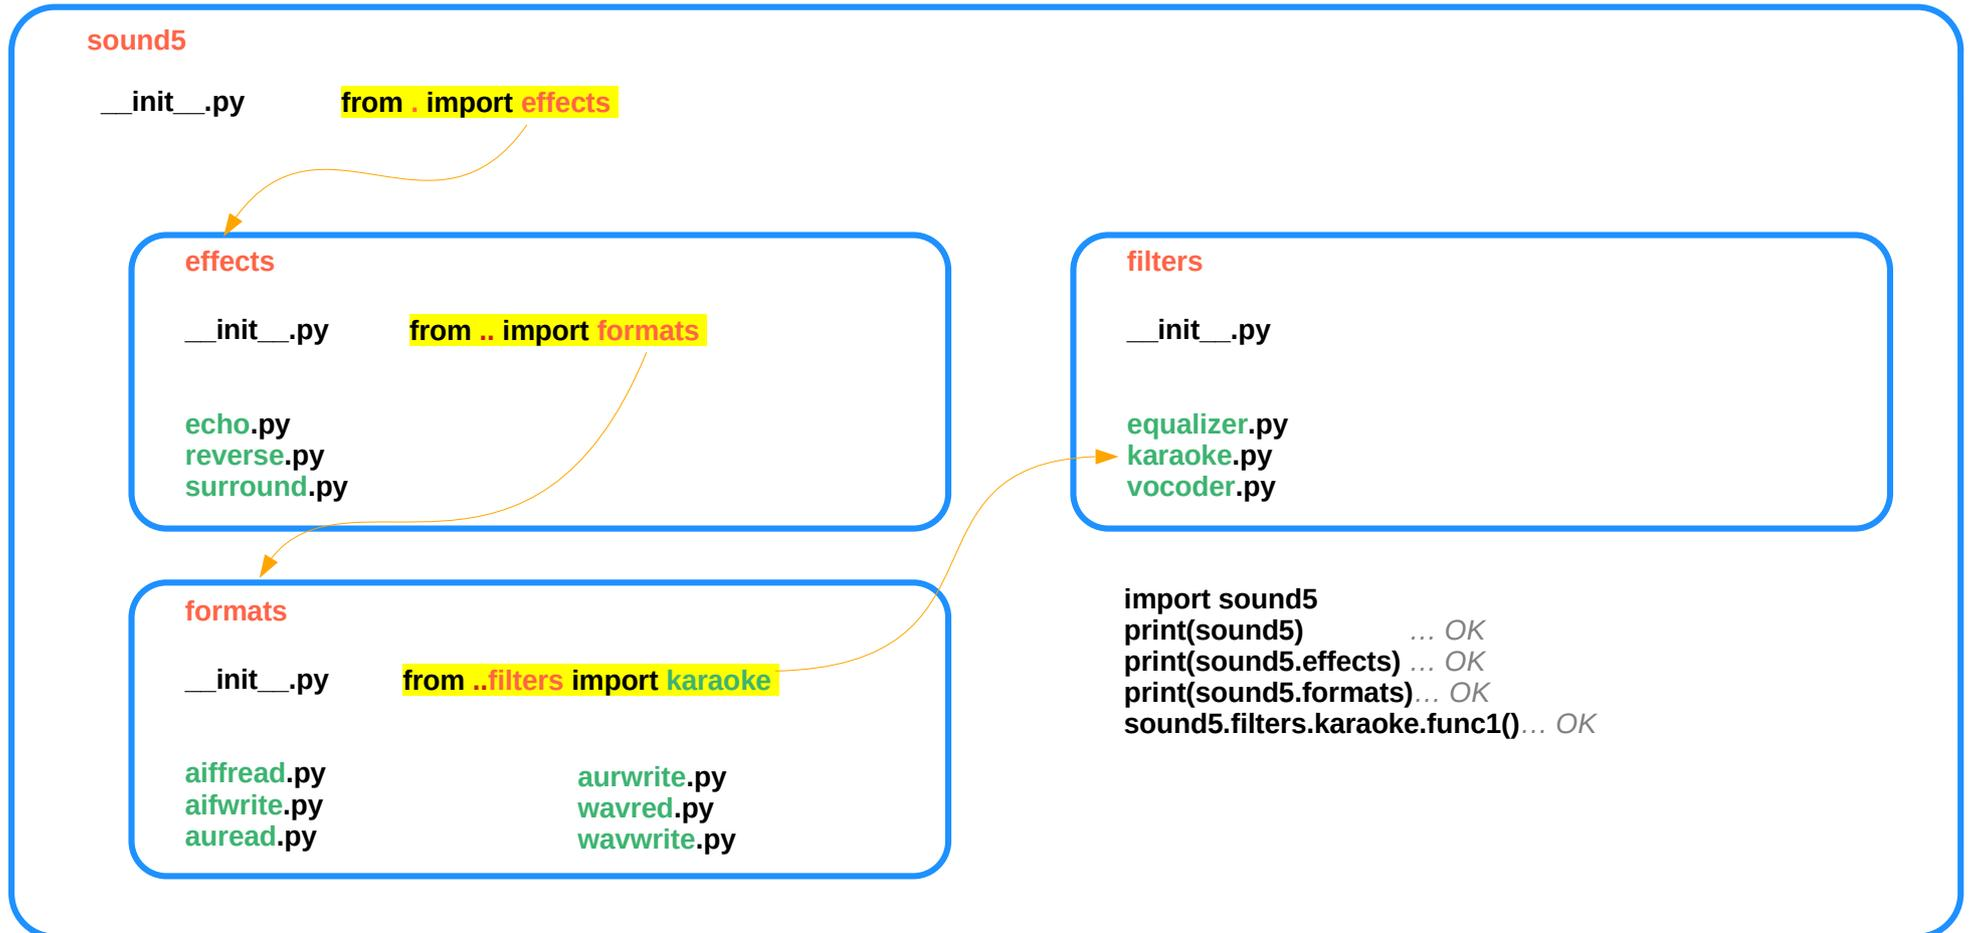 sound5
__init__.py from . import effects
effects
__init__.py from .. import formats
echo.py
reverse.py
surround.py
filters
__init__.py
equalizer.py
karaoke.py
vocoder.py
formats
__init__.py from ..filters import karaoke
aiffread.py
aifwrite.py
auread.py
aurwrite.py
wavred.py
wavwrite.py
import sound5
print(sound5) ... OK
print(sound5.effects) ... OK
print(sound5.formats)... OK
sound5.filters.karaoke.func1()... OK